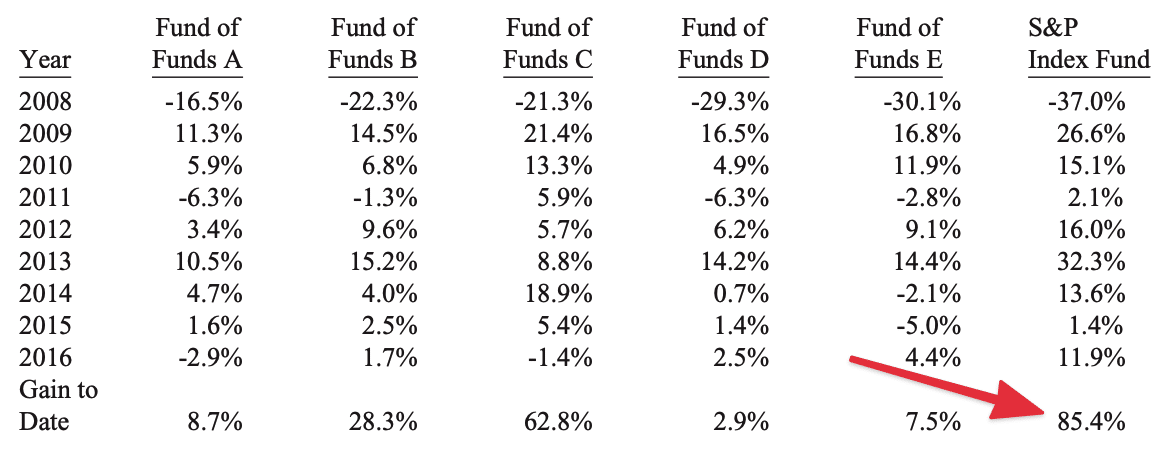 Fund of Fund of Fund of Fund of Fund of S&P
Year Funds A Funds B Funds C Funds D Funds E Index Fund
2008 -16.5% -22.3% -21.3% -29.3% -30.1% -37.0%
2009 11.3% 14.5% 21.4% 16.5% 16.8% 26.6%
2010 5.9% 6.8% 13.3% 4.9% 11.9% 15.1%
2011 -6.3% -1.3% 5.9% -6.3% -2.8% 2.1%
2012 3.4% 9.6% 5.7% 6.2% 9.1% 16.0%
2013 10.5% 15.2% 8.8% 14.2% 14.4% 32.3%
2014 4.7% 4.0% 18.9% 0.7% -2.1% 13.6%
2015 1.6% 2.5% 5.4% 1.4% -5.0% 1.4%
2016 -2.9% 1.7% -1.4% 2.5% 4.4% 11.9%
Gain to
Date 8.7% 28.3% 62.8% 2.9% 7.5% 85.4%